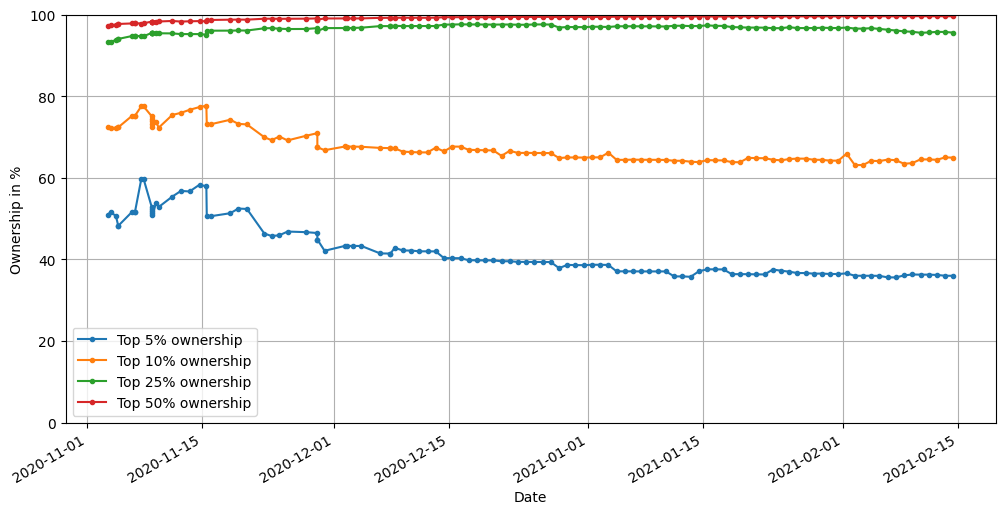 100
80
60
40
20
0
Ownership in %
Top 5% ownership
Top 10% ownership
Top 25% ownership
Top 50% ownership
2020-11-01
2020-11-15
2020-12-01
2020-12-15
2021-01-01
2021-01-15
2021-02-01
2021-02-15
Date